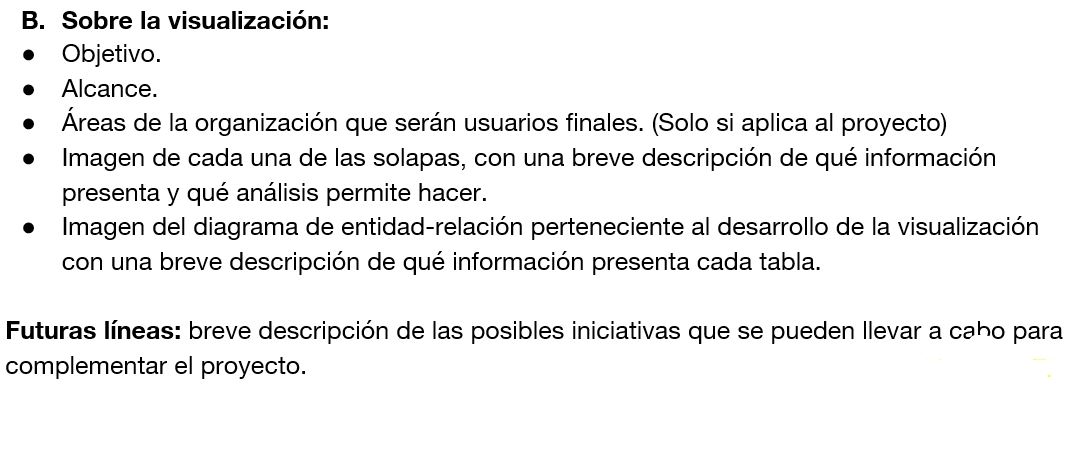 B. Sobre la visualización:
● Objetivo.
● Alcance.
● Áreas de la organización que serán usuarios finales. (Solo si aplica al proyecto)
● Imagen de cada una de las solapas, con una breve descripción de qué información
presenta y qué análisis permite hacer.
● Imagen del diagrama de entidad-relación perteneciente al desarrollo de la visualización
con una breve descripción de qué información presenta cada tabla.
Futuras líneas: breve descripción de las posibles iniciativas que se pueden llevar a cabo para
complementar el proyecto.